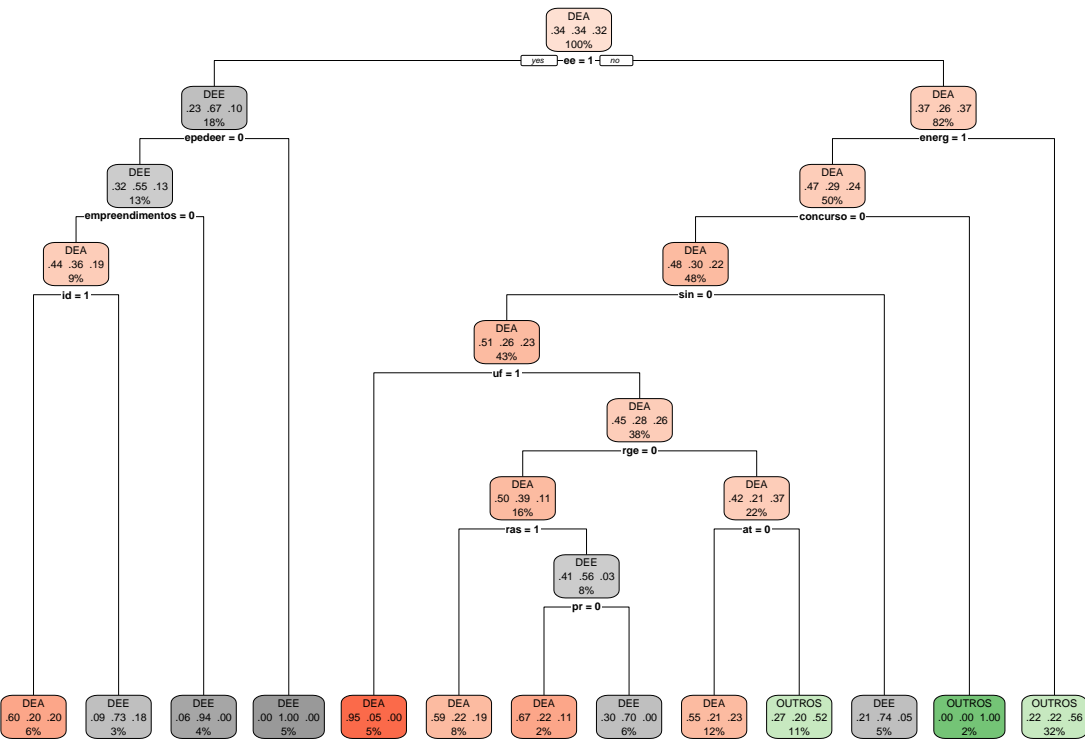 DEA
.34 .34 .32
100%
yes ee = 1 no
DEE
.23 .67 .10
18%
DEA
.37 .26 .37
82%
epedeer = 0
energ = 1
DEE
.32 .55 .13
13%
DEA
.47 .29 .24
50%
empreendimentos = 0
concurso = 0
DEA
.44 .36 .19
9%
DEA
.48 .30 .22
48%
id = 1
sin = 0
DEA
.51 .26 .23
43%
uf = 1
DEA
.45 .28 .26
38%
rge = 0
DEA
.50 .39 .11
16%
DEA
.42 .21 .37
22%
ras = 1
at = 0
DEE
.41 .56 .03
8%
pr = 0
DEA
.60 .20 .20
6%
DEE
.09 .73 .18
3%
DEE
.06 .94 .00
4%
DEE
.00 1.00 .00
5%
DEA
.95 .05 .00
5%
DEA
.59 .22 .19
8%
DEA
.67 .22 .11
2%
DEE
.30 .70 .00
6%
DEA
.55 .21 .23
12%
OUTROS
.27 .20 .52
11%
DEE
.21 .74 .05
5%
OUTROS
.00 .00 1.00
2%
OUTROS
.22 .22 .56
32%